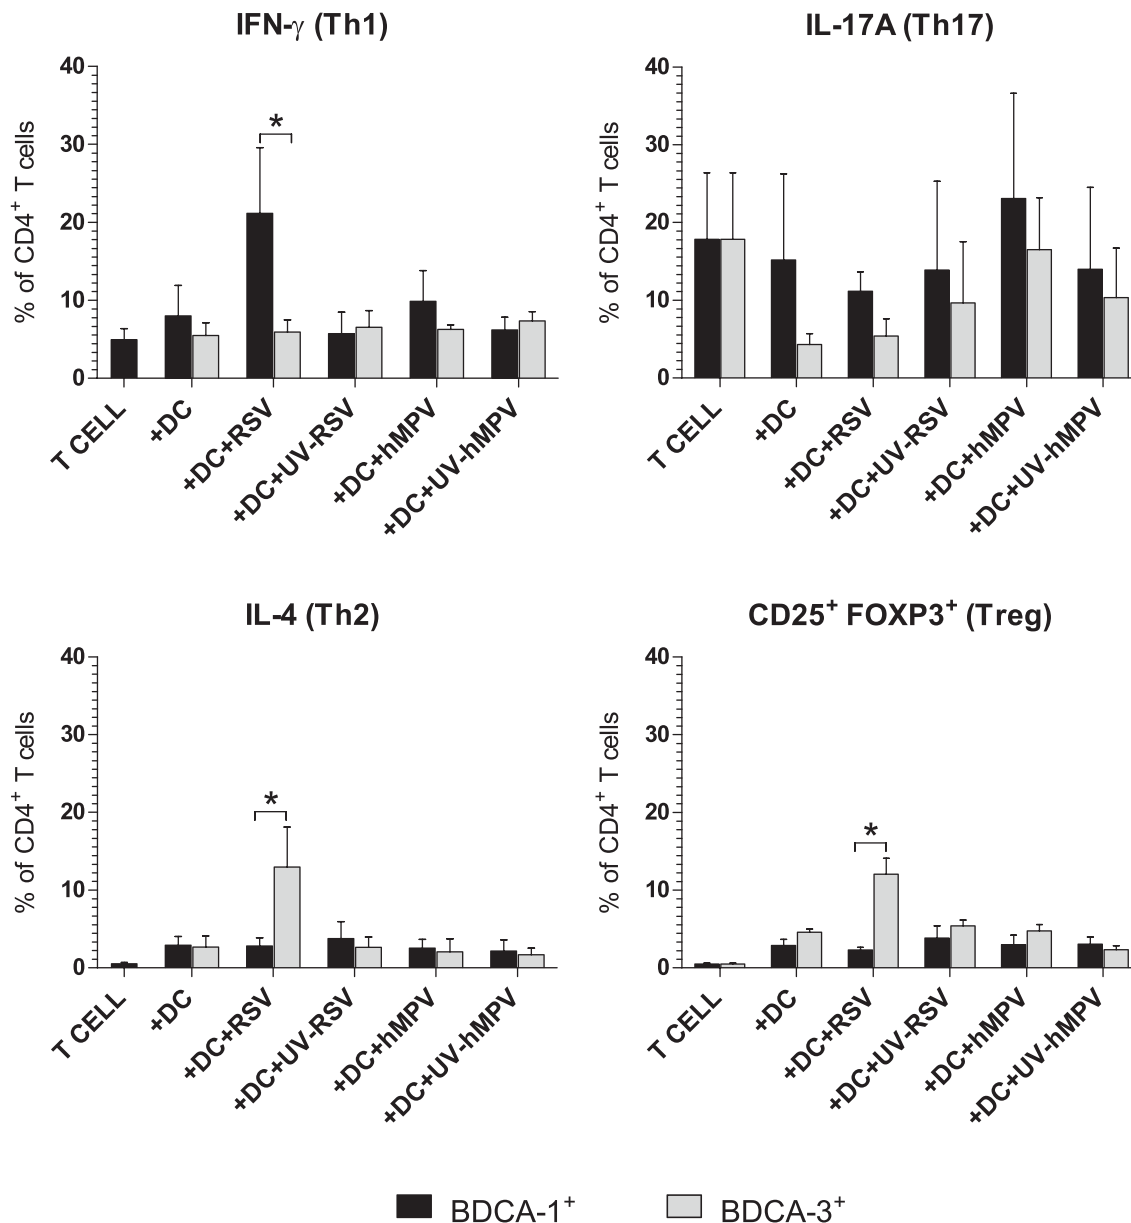 IFN-γ (Th1)
% of CD4⁺ T cells
40
30
20
10
0
*
T CELL
+DC
+DC+RSV
+DC+UV-RSV
+DC+hMPV
+DC+UV-hMPV
IL-17A (Th17)
% of CD4⁺ T cells
40
30
20
10
0
T CELL
+DC
+DC+RSV
+DC+UV-RSV
+DC+hMPV
+DC+UV-hMPV
IL-4 (Th2)
% of CD4⁺ T cells
40
30
20
10
0
*
T CELL
+DC
+DC+RSV
+DC+UV-RSV
+DC+hMPV
+DC+UV-hMPV
CD25⁺ FOXP3⁺ (Treg)
% of CD4⁺ T cells
40
30
20
10
0
*
T CELL
+DC
+DC+RSV
+DC+UV-RSV
+DC+hMPV
+DC+UV-hMPV
BDCA-1⁺
BDCA-3⁺